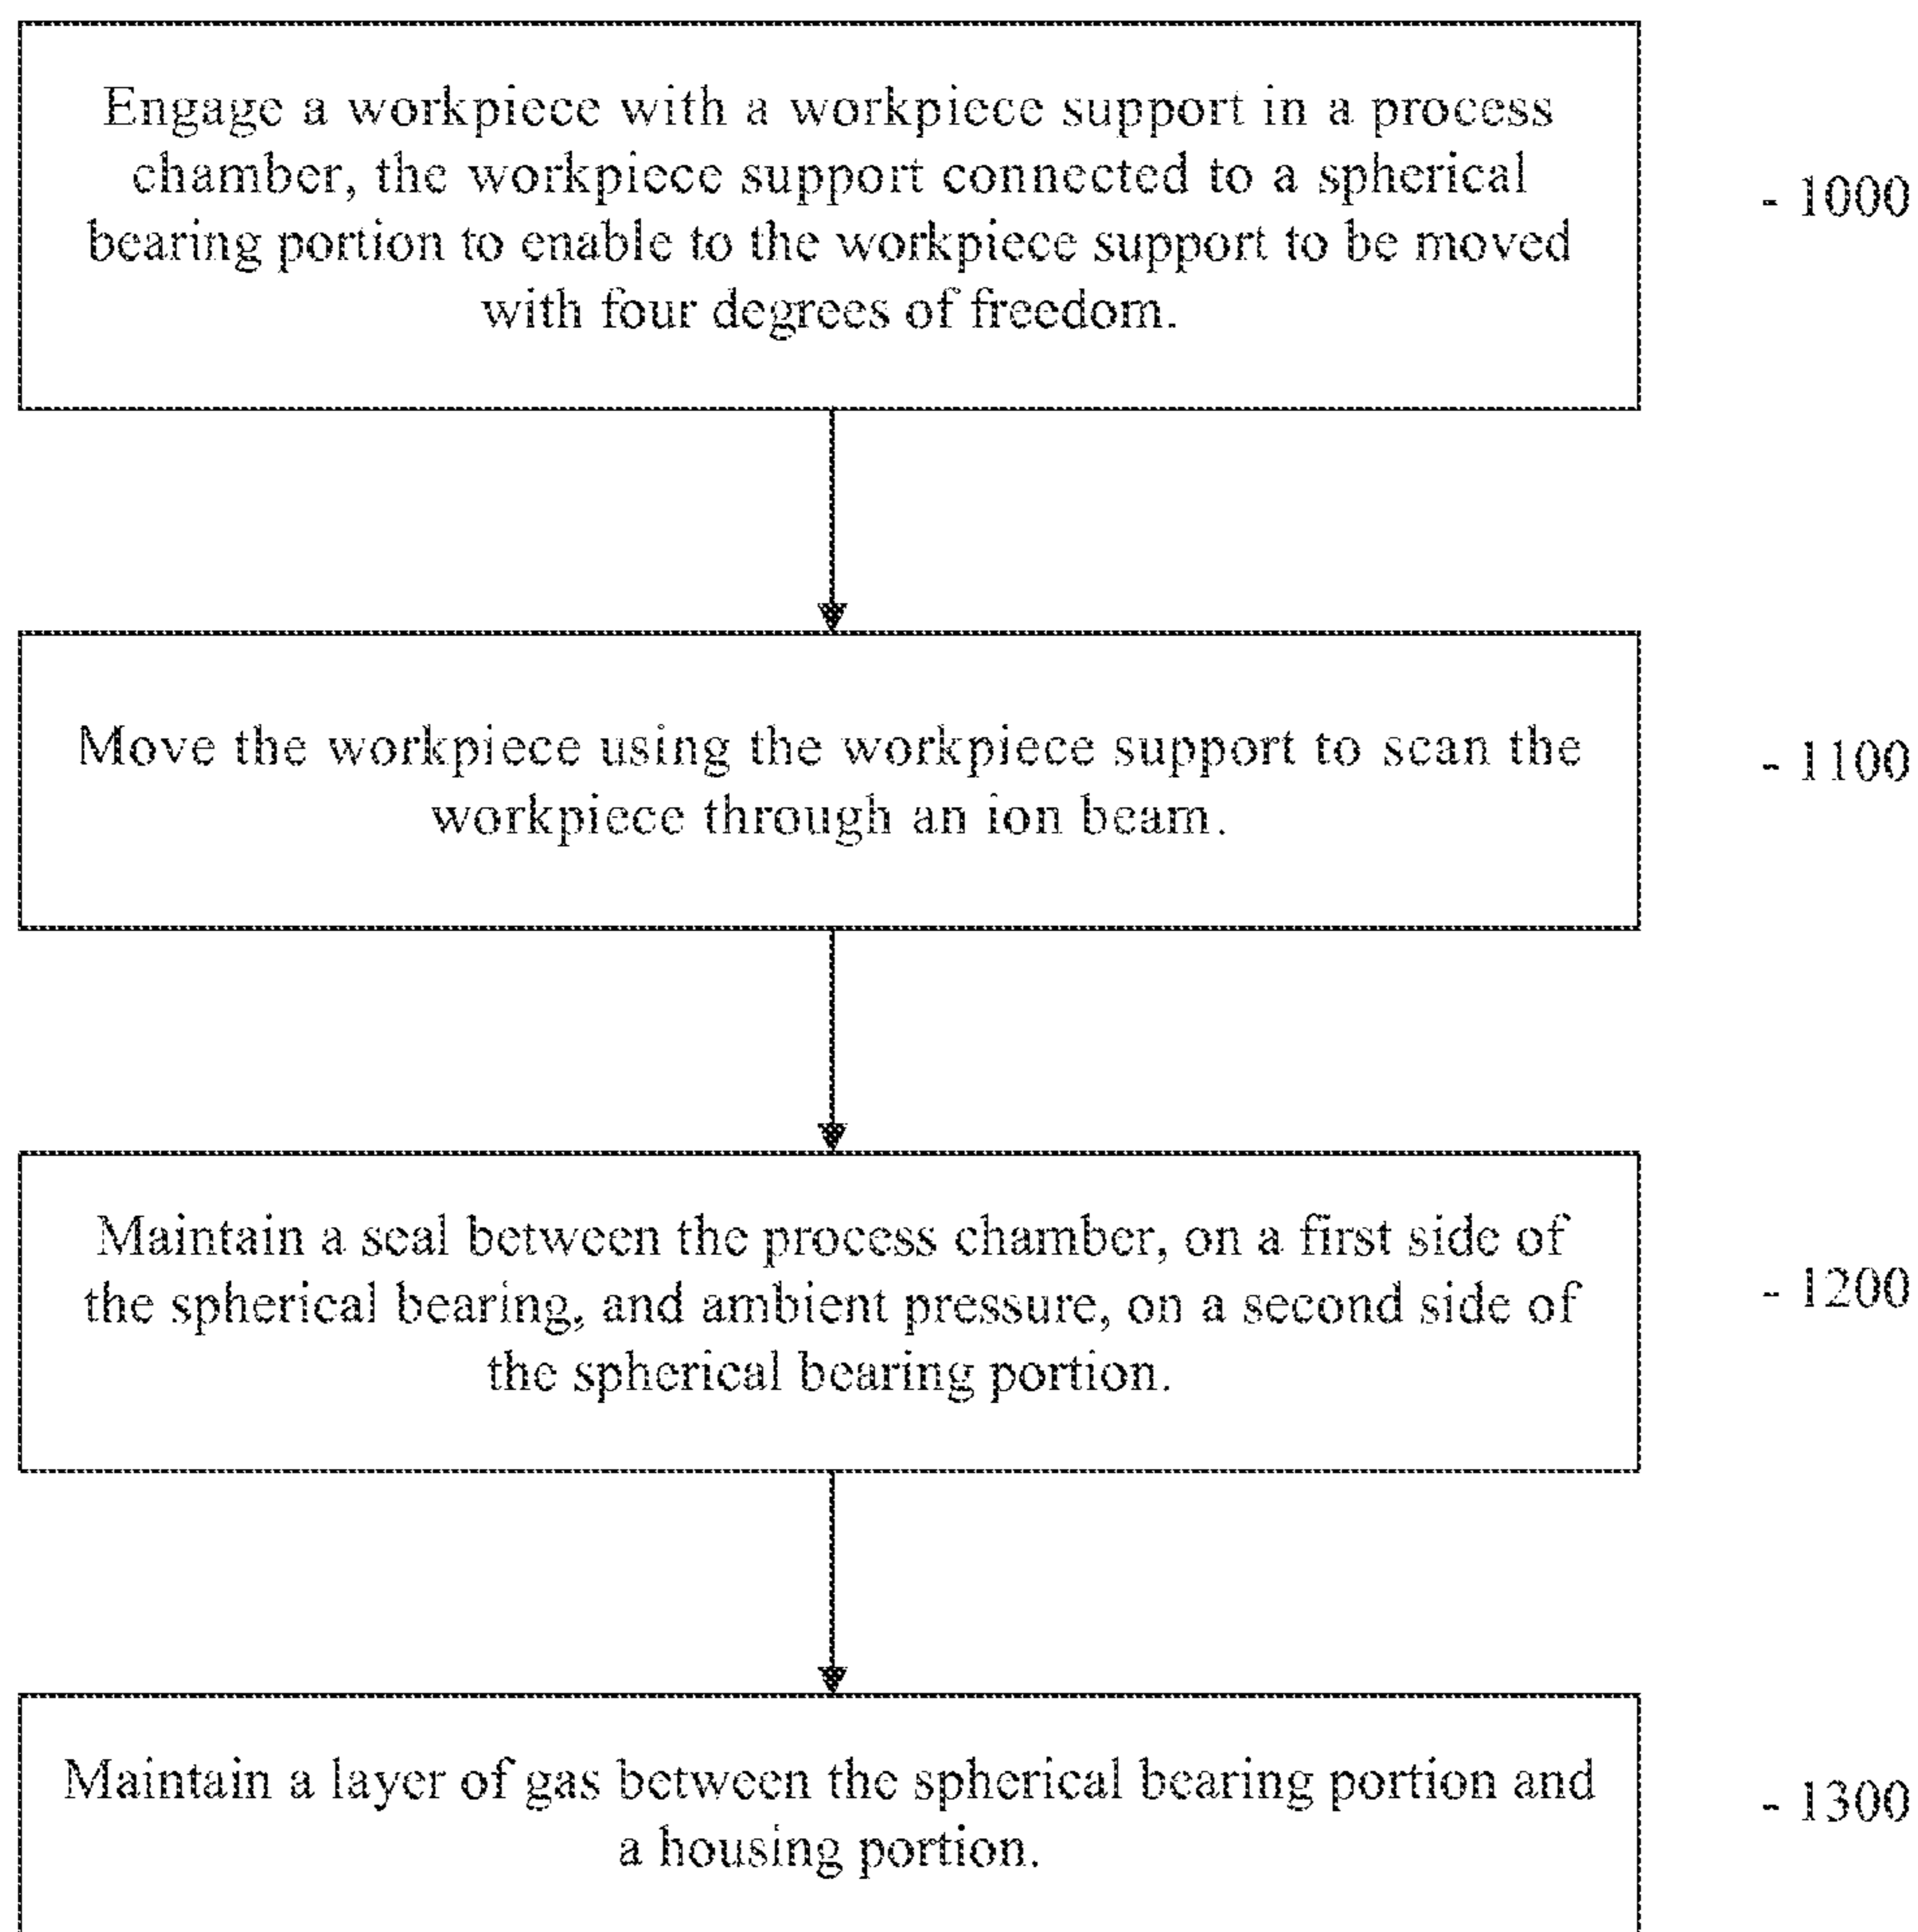 Engage a workpiece with a workpiece support in a process
chamber, the workpiece support connected to a spherical
bearing portion to enable to the workpiece support to be moved
with four degrees of freedom.
- 1000
Move the workpiece using the workpiece support to scan the
workpiece through an ion beam.
- 1100
Maintain a seal between the process chamber, on a first side of
the spherical bearing, and ambient pressure, on a second side of
the spherical bearing portion.
- 1200
Maintain a layer of gas between the spherical bearing portion and
a housing portion.
- 1300